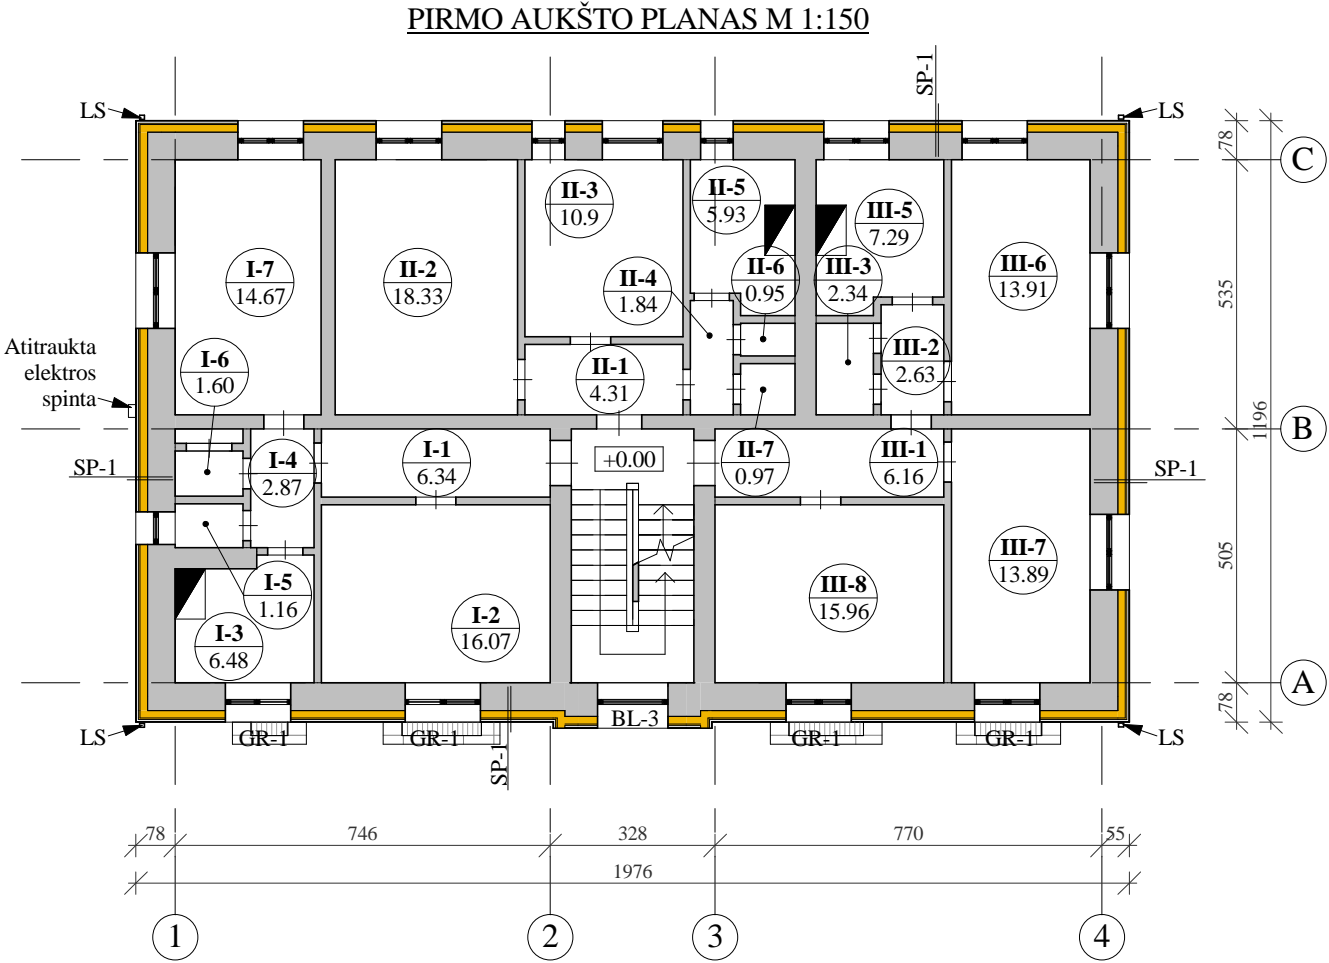 PIRMO AUKŠTO PLANAS M 1:150
SP-1
LS
LS
78
C
II-3
10.9
II-5
5.93
III-5
7.29
I-7
14.67
II-2
18.33
II-4
1.84
II-6
0.95
III-3
2.34
III-6
13.91
535
Atitraukta
elektros
spinta
I-6
1.60
II-1
4.31
III-2
2.63
1196
B
SP-1
I-4
2.87
I-1
6.34
+0.00
II-7
0.97
III-1
6.16
SP-1
I-5
1.16
I-3
6.48
I-2
16.07
III-8
15.96
III-7
13.89
505
A
78
LS
GR-1
GR-1
SP-1
BL-3
GR-1
GR-1
LS
78
746
328
770
55
1976
1
2
3
4